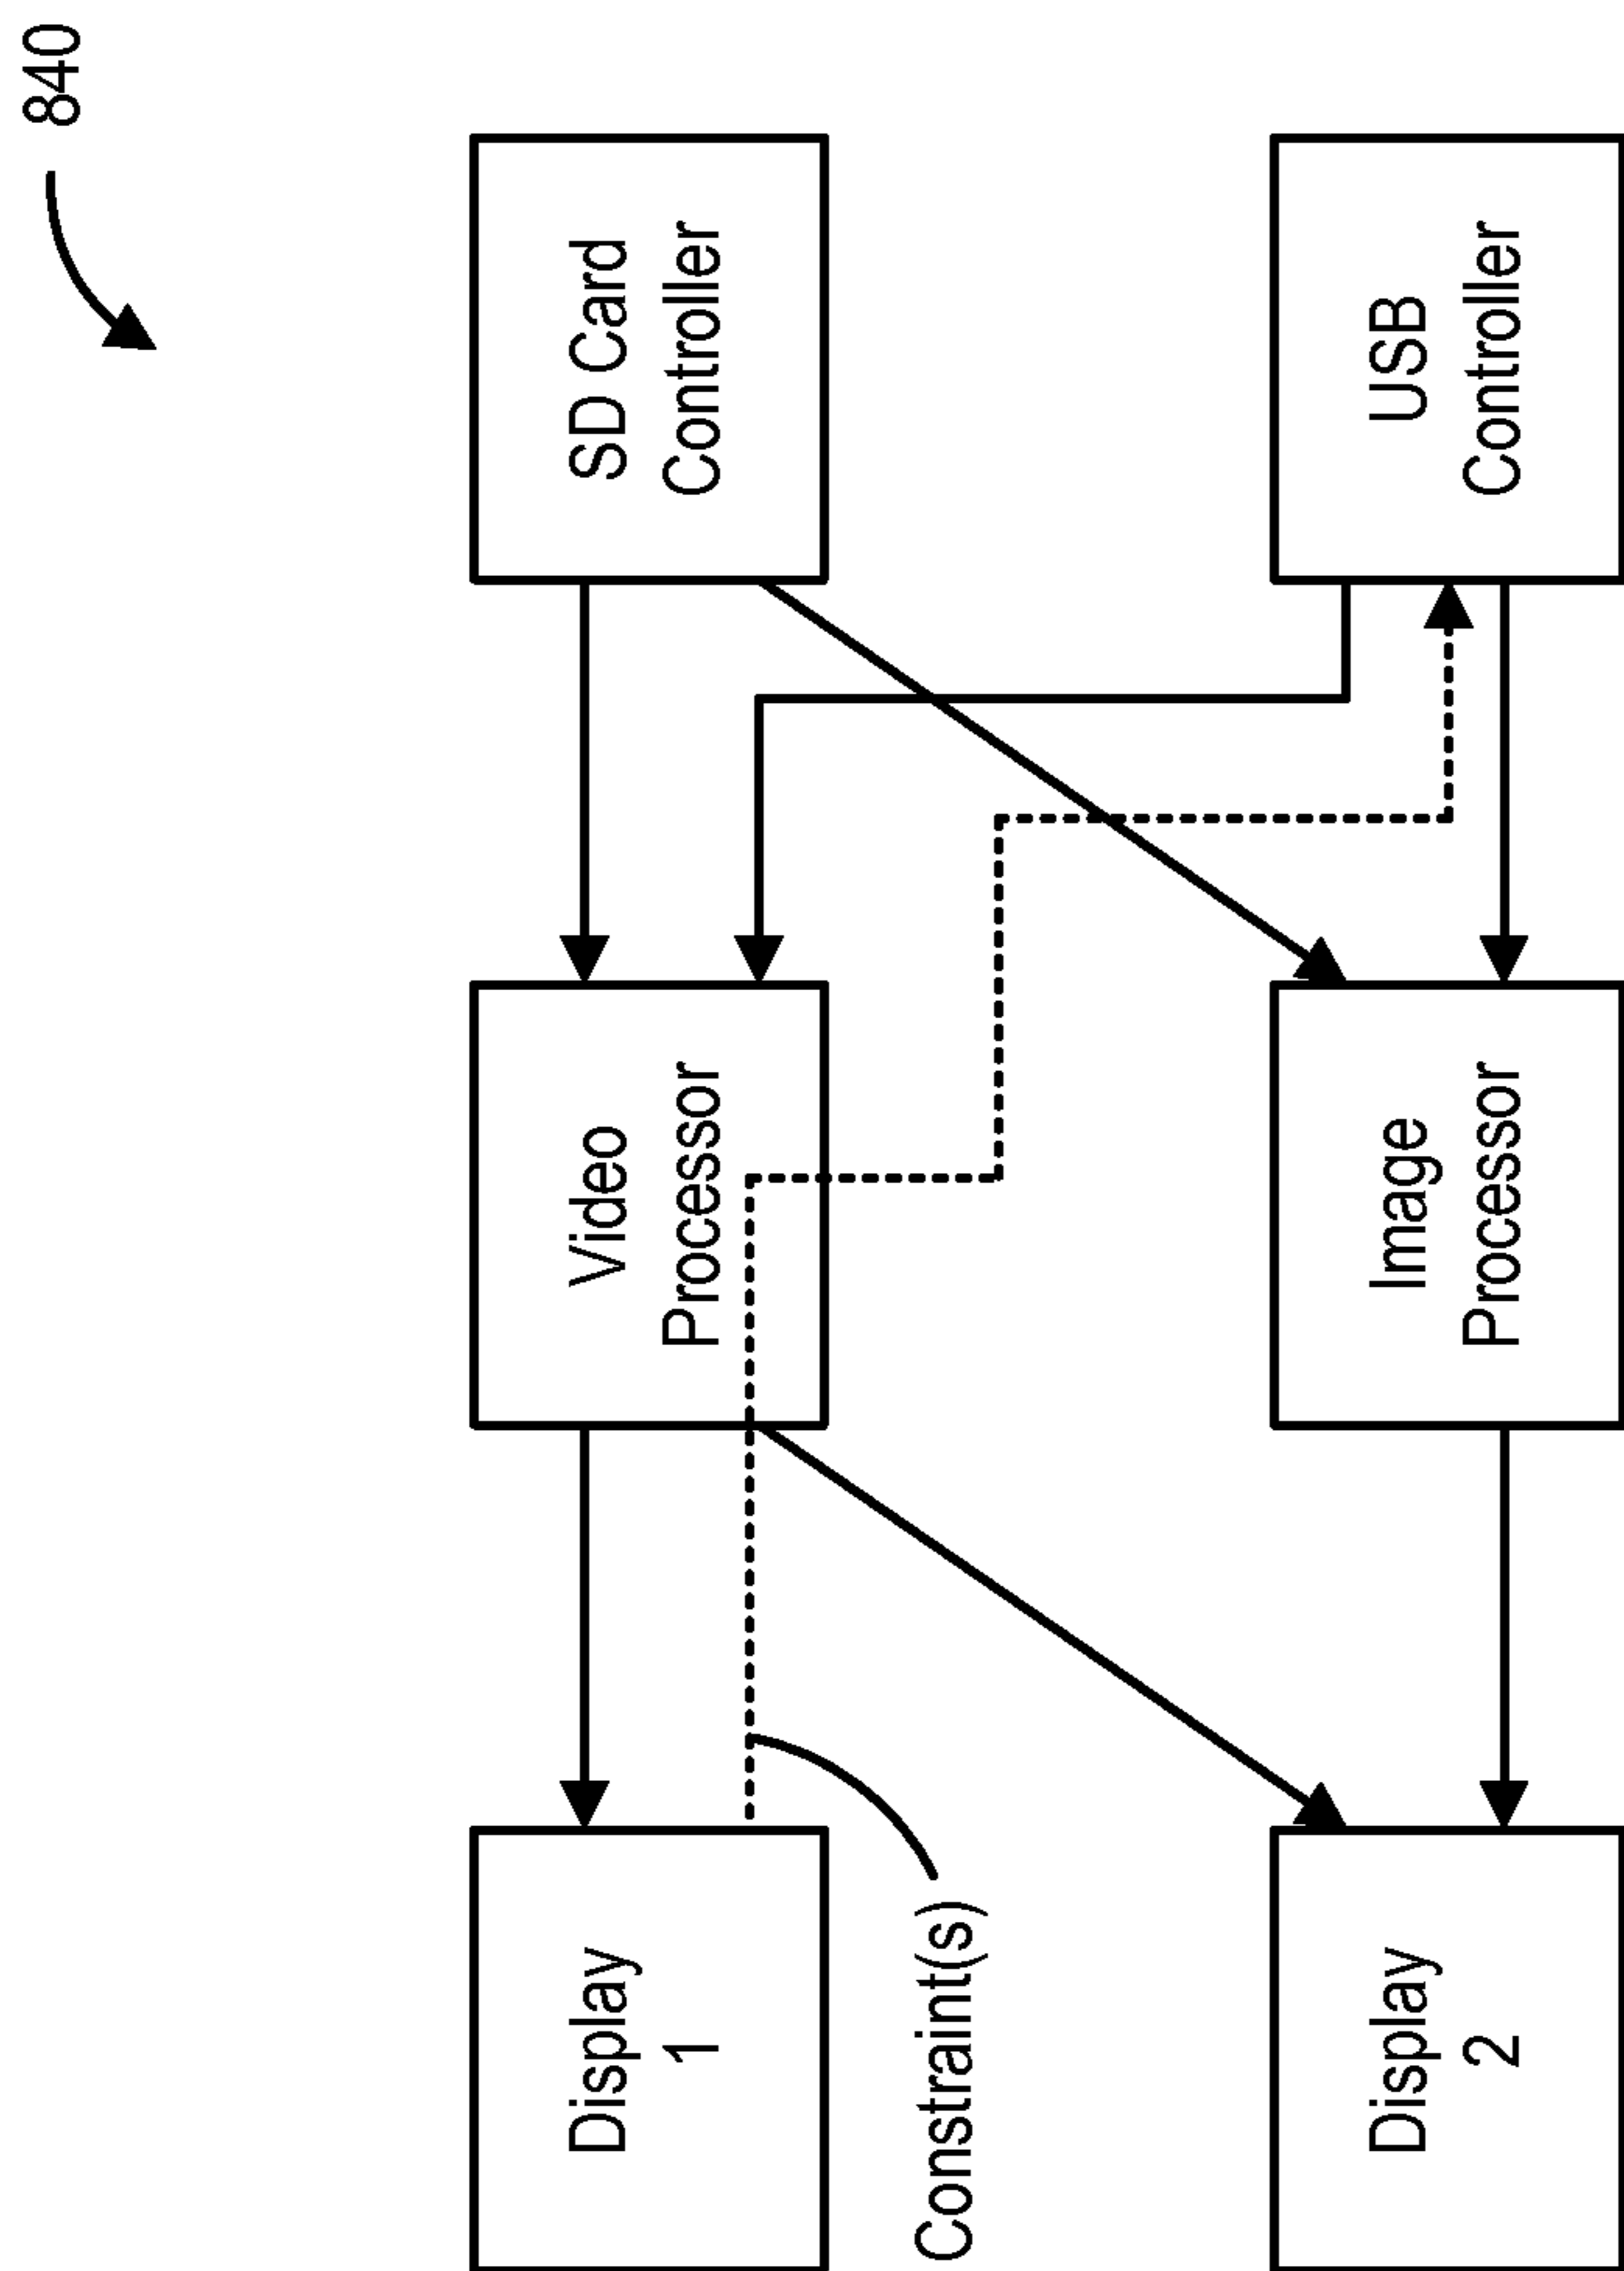 840
Display
1
Video
Processor
SD Card
Controller
Constraint(s)
Display
2
Image
Processor
USB
Controller